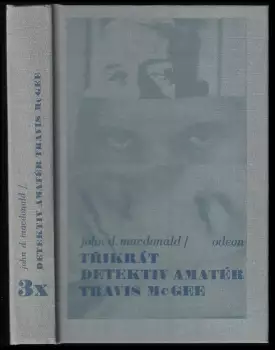 john d. macdonald/
DETEKTIV AMATÉR TRAVIS McGEE
3x
john d. macdonald/ odeon
TŘIKRÁT
DETEKTIV AMATÉR
TRAVIS McGEE